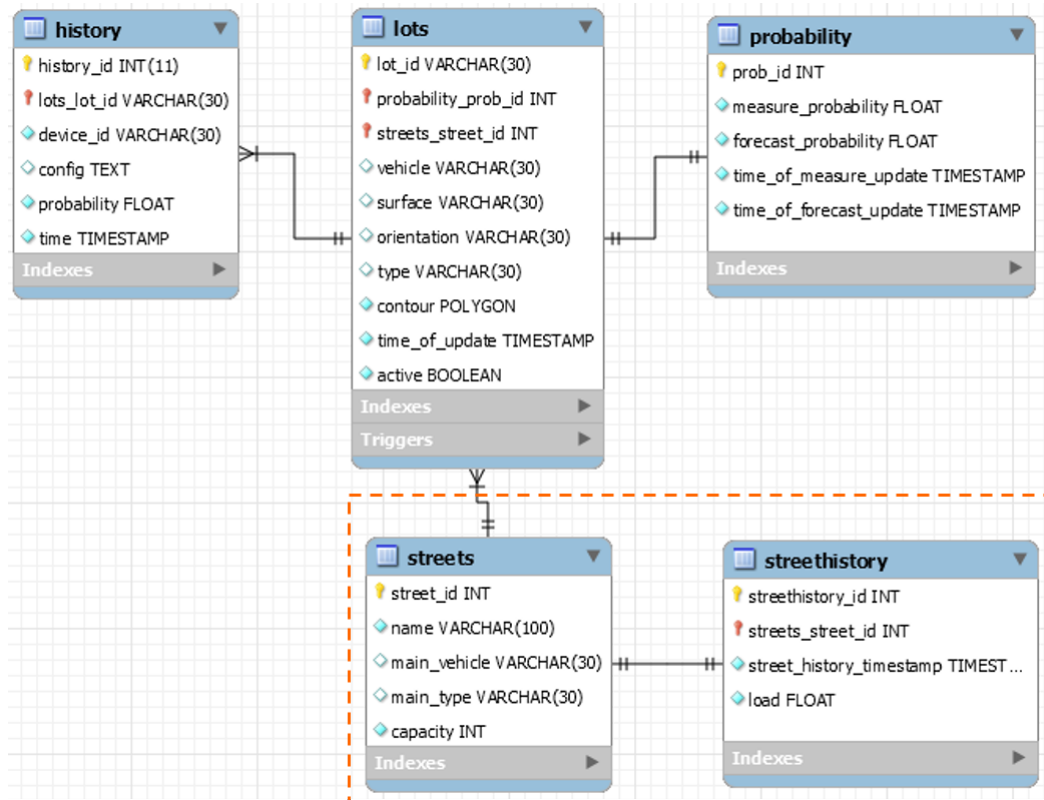 history
history_id INT(11)
lots_lot_id VARCHAR(30)
device_id VARCHAR(30)
config TEXT
probability FLOAT
time TIMESTAMP
Indexes
lots
lot_id VARCHAR(30)
probability_prob_id INT
streets_street_id INT
vehicle VARCHAR(30)
surface VARCHAR(30)
orientation VARCHAR(30)
type VARCHAR(30)
contour POLYGON
time_of_update TIMESTAMP
active BOOLEAN
Indexes
Triggers
probability
prob_id INT
measure_probability FLOAT
forecast_probability FLOAT
time_of_measure_update TIMESTAMP
time_of_forecast_update TIMESTAMP
Indexes
streets
street_id INT
name VARCHAR(100)
main_vehicle VARCHAR(30)
main_type VARCHAR(30)
capacity INT
Indexes
streethistory
streethistory_id INT
streets_street_id INT
street_history_timestamp TIMEST...
load FLOAT
Indexes